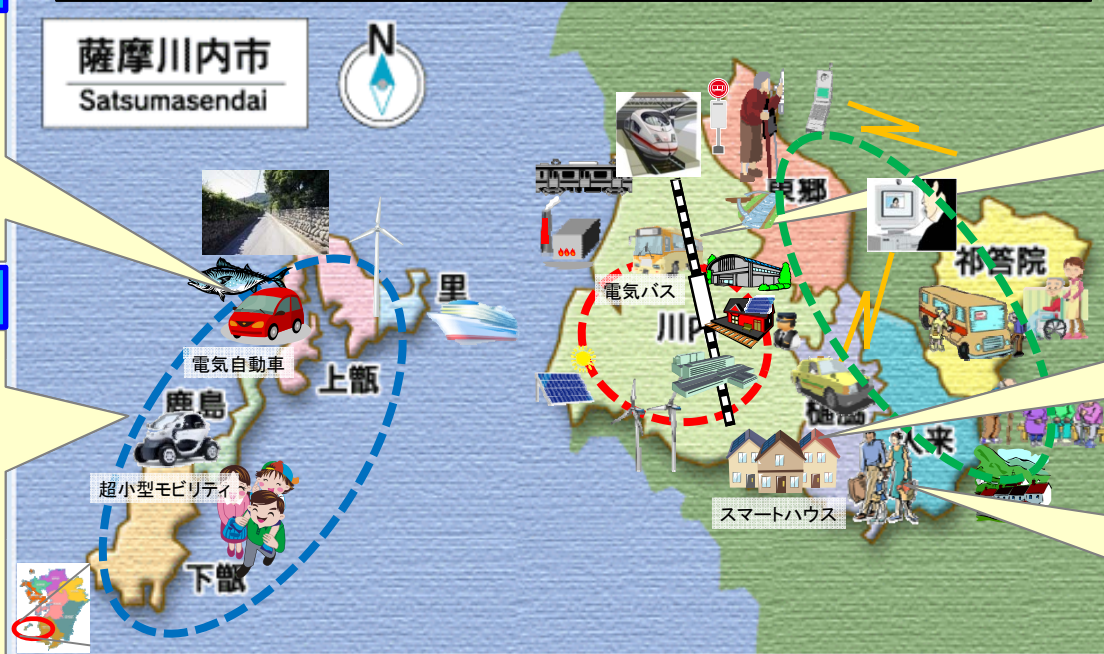 薩摩川内市
Satsumasendai
N
東郷
祁答院
里
電気バス
川内
電気自動車
上甑
鹿島
樋脇
入来
超小型モビリティ
スマートハウス
下甑